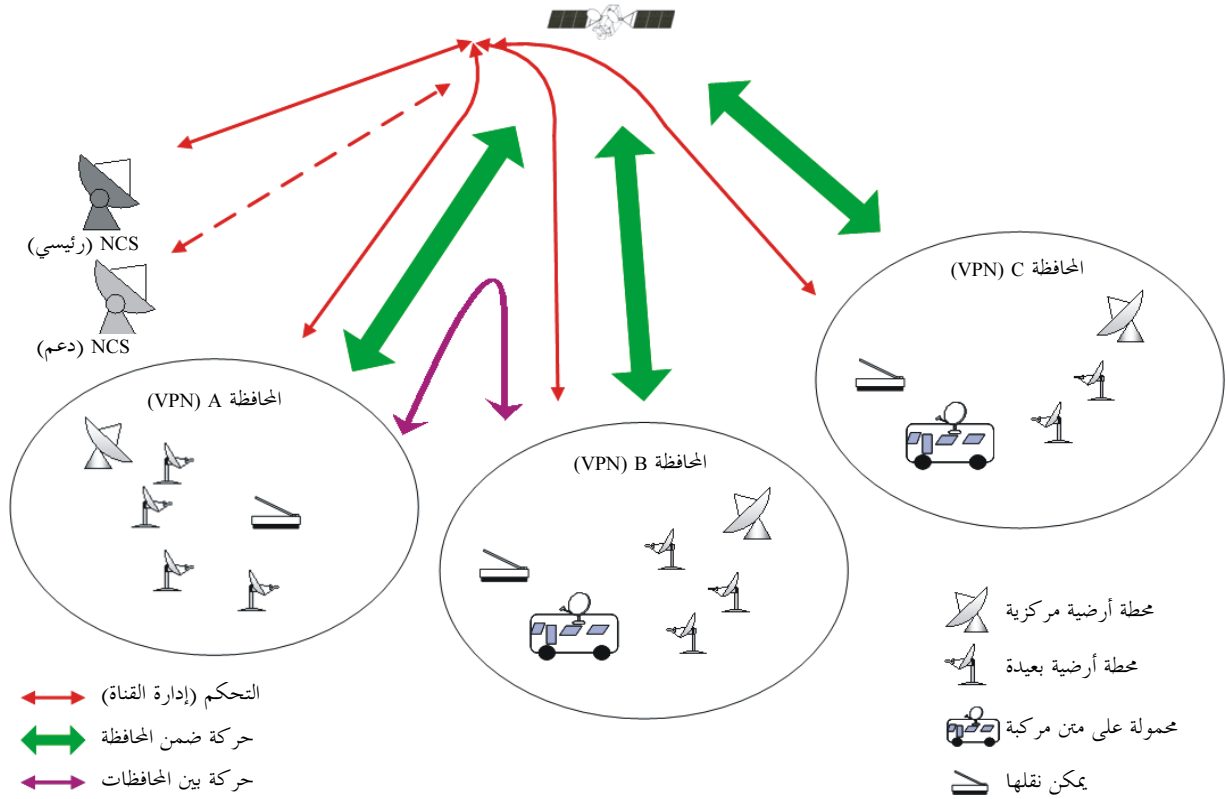 NCS (رئيسي)
NCS (دعم)
المحافظة A (VPN)
المحافظة B (VPN)
المحافظة C (VPN)
التحكم (إدارة القناة)
حركة ضمن المحافظة
حركة بين المحافظات
محطة أرضية مركزية
محطة أرضية بعيدة
محمولة على متن مركبة
يمكن نقلها